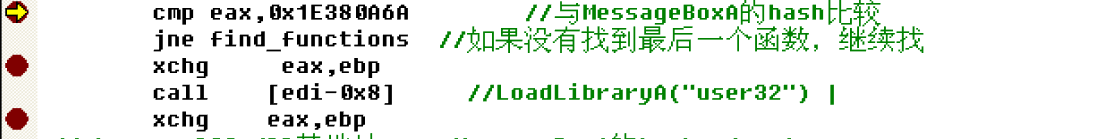 cmp eax,0x1E380A6A //与MessageBoxA的hash比较
jne find_functions //如果没有找到最后一个函数，继续找
xchg eax,ebp
call [edi-0x8] //LoadLibraryA("user32") |
xchg eax,ebp